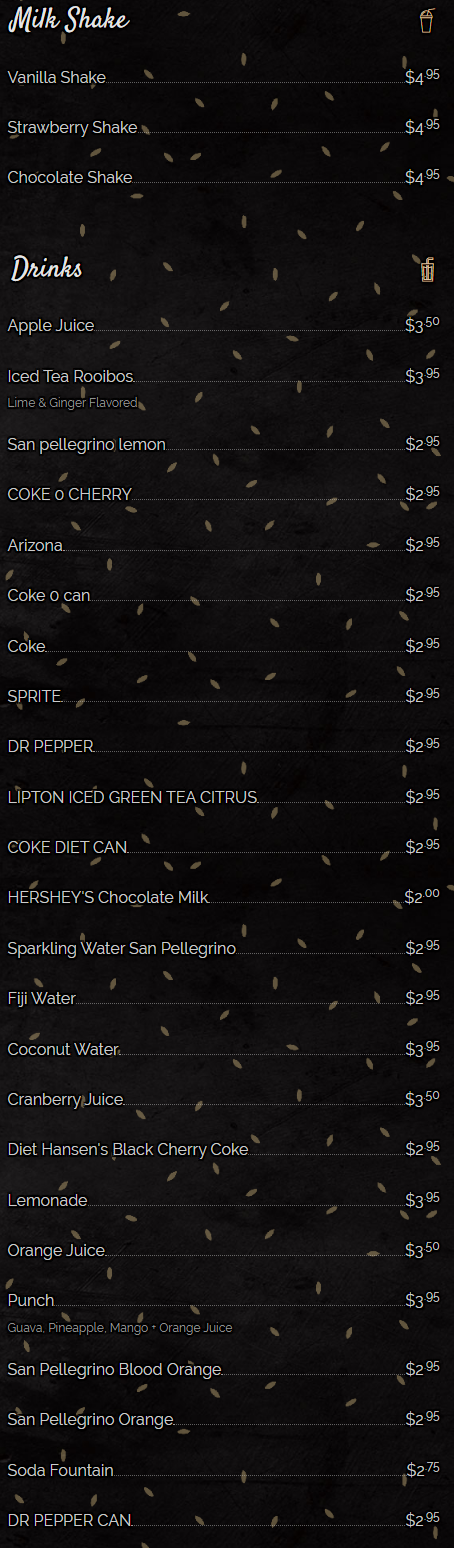 Milk Shake
Vanilla Shake $4.95
Strawberry Shake $4.95
Chocolate Shake $4.95
Drinks
Apple Juice $3.50
Iced Tea Rooibos $3.95
Lime & Ginger Flavored
San pellegrino lemon $2.95
COKE 0 CHERRY $2.95
Arizona $2.95
Coke 0 can $2.95
Coke $2.95
SPRITE $2.95
DR PEPPER $2.95
LIPTON ICED GREEN TEA CITRUS $2.95
COKE DIET CAN $2.95
HERSHEY'S Chocolate Milk $2.00
Sparkling Water San Pellegrino $2.95
Fiji Water $2.95
Coconut Water $3.95
Cranberry Juice $3.50
Diet Hansen's Black Cherry Coke $2.95
Lemonade $3.95
Orange Juice $3.50
Punch $3.95
Guava, Pineapple, Mango + Orange Juice
San Pellegrino Blood Orange $2.95
San Pellegrino Orange $2.95
Soda Fountain $2.75
DR PEPPER CAN $2.95